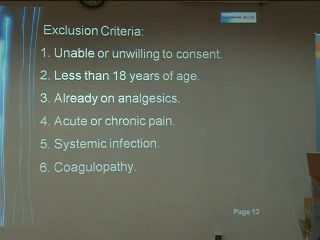 Exclusion Criteria:
1. Unable or unwilling to consent.
2. Less than 18 years of age.
3. Already on analgesics.
4. Acute or chronic pain.
5. Systemic infection.
6. Coagulopathy.
Page 13